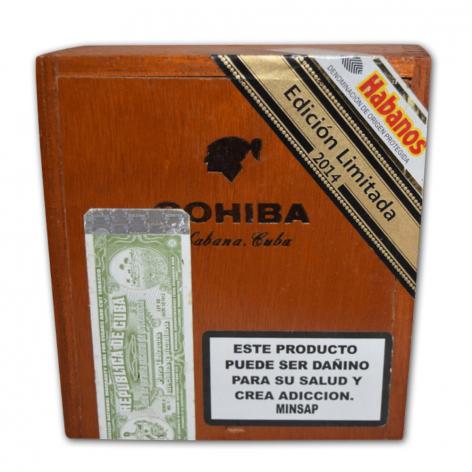 Habanos
DENOMINACIÓN DE ORIGEN PROTEGIDA
Edición Limitada
2014
COHIBA
Habana, Cuba
REPUBLICA DE CUBA
ESTE PRODUCTO
PUEDE SER DAÑINO
PARA SU SALUD Y
CREA ADICCION.
MINSAP